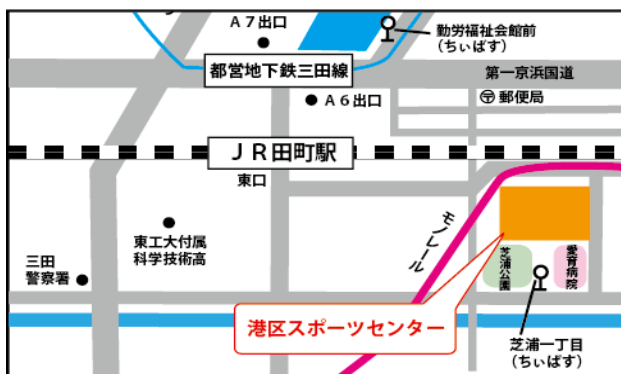 A7出口
勤労福祉会館前
(ちぃばす)
都営地下鉄三田線
第一京浜国道
A6出口
〒郵便局
JR田町駅
東口
モノレール
東工大付属
科学技術高
三田
警察署
芝浦公園
愛育病院
港区スポーツセンター
芝浦一丁目
(ちぃばす)